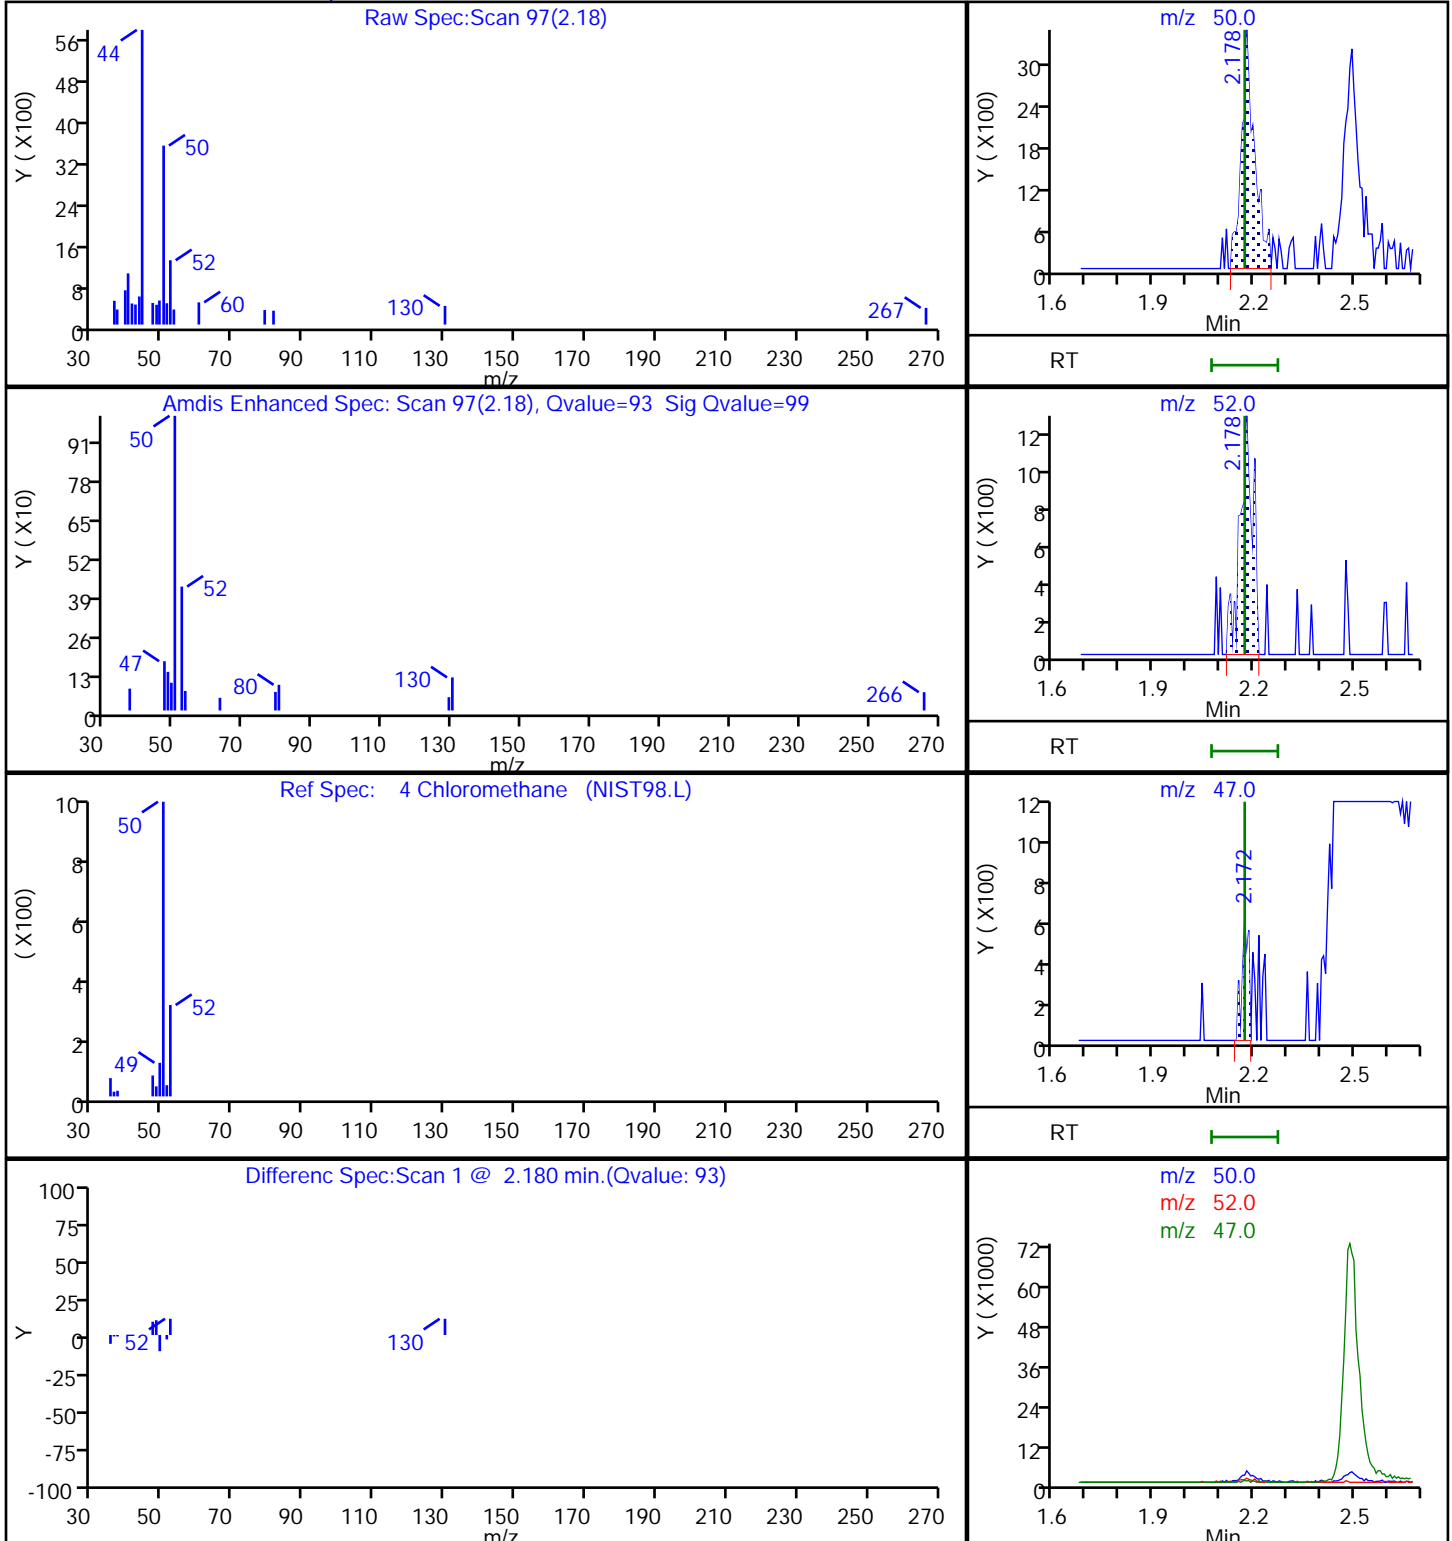 Raw Spec:Scan 97(2.18)
Y ( X100)
56
48
40
32
24
16
8
0
44
50
52
60
130
267
30 50 70 90 110 130 150 170 190 210 230 250 270
m/z
m/z 50.0
Y ( X100)
30
24
18
12
6
0
2.178
1.6 1.9 2.2 2.5
Min
RT
Amdis Enhanced Spec: Scan 97(2.18), Qvalue=93 Sig Qvalue=99
Y ( X10)
91
78
65
52
39
26
13
0
50
52
47
80
130
266
30 50 70 90 110 130 150 170 190 210 230 250 270
m/z
m/z 52.0
Y ( X100)
12
10
8
6
4
2
0
2.178
1.6 1.9 2.2 2.5
Min
RT
Ref Spec: 4 Chloromethane (NIST98.L)
( X100)
10
8
6
4
2
0
50
52
49
30 50 70 90 110 130 150 170 190 210 230 250 270
m/z 47.0
Y ( X100)
12
10
8
6
4
2
0
2.172
1.6 1.9 2.2 2.5
Min
RT
Differenc Spec:Scan 1 @ 2.180 min.(Qvalue: 93)
Y
100
75
50
25
0
-25
-50
-75
-100
52
130
30 50 70 90 110 130 150 170 190 210 230 250 270
m/z
m/z 50.0
m/z 52.0
m/z 47.0
Y ( X1000)
72
60
48
36
24
12
0
1.6 1.9 2.2 2.5
Min